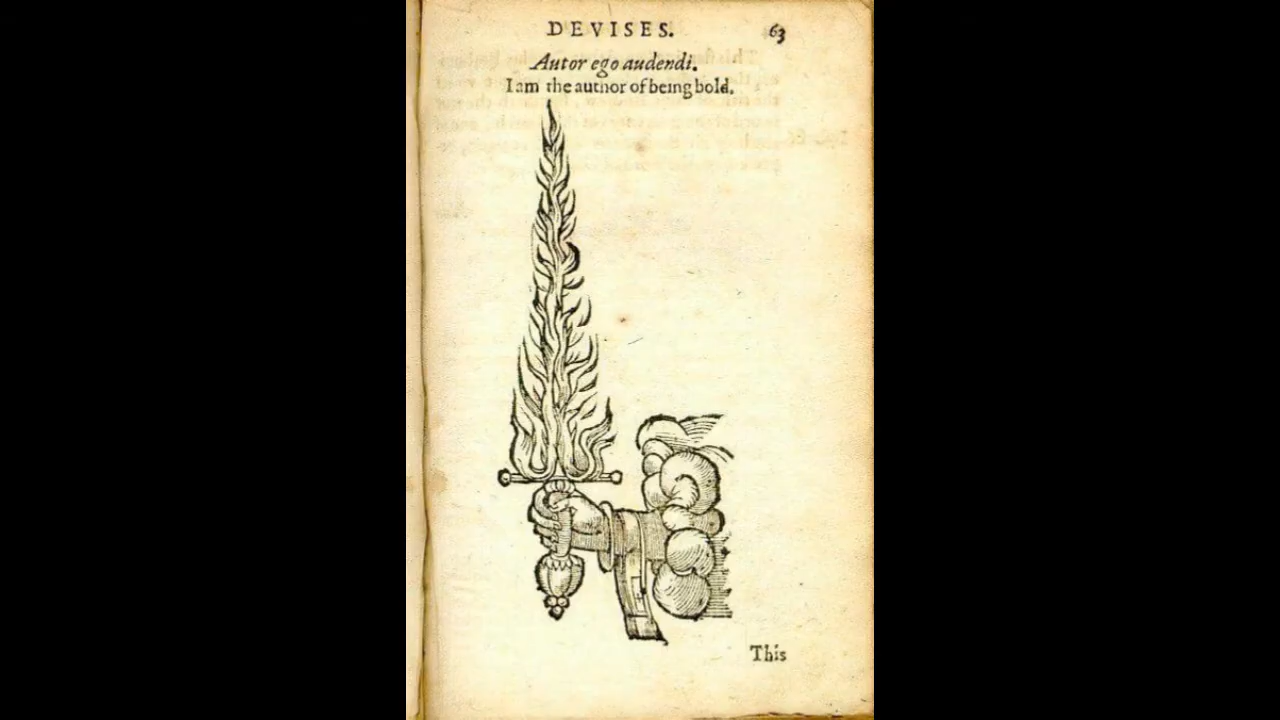 DEVISES.
63
Autor ego audendi.
I am the author of being bold.
This